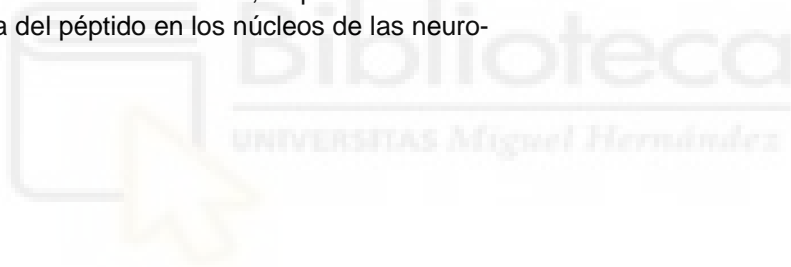 a del péptido en los núcleos de las neuro-
Biblioteca
UNIVERSITAS Miguel Hernández